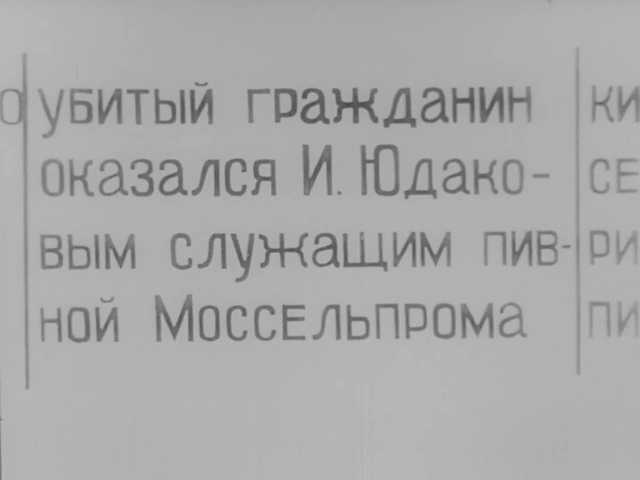 убитый гражданин
оказался И. Юдако-
вым служащим пив-
ной Моссельпрома